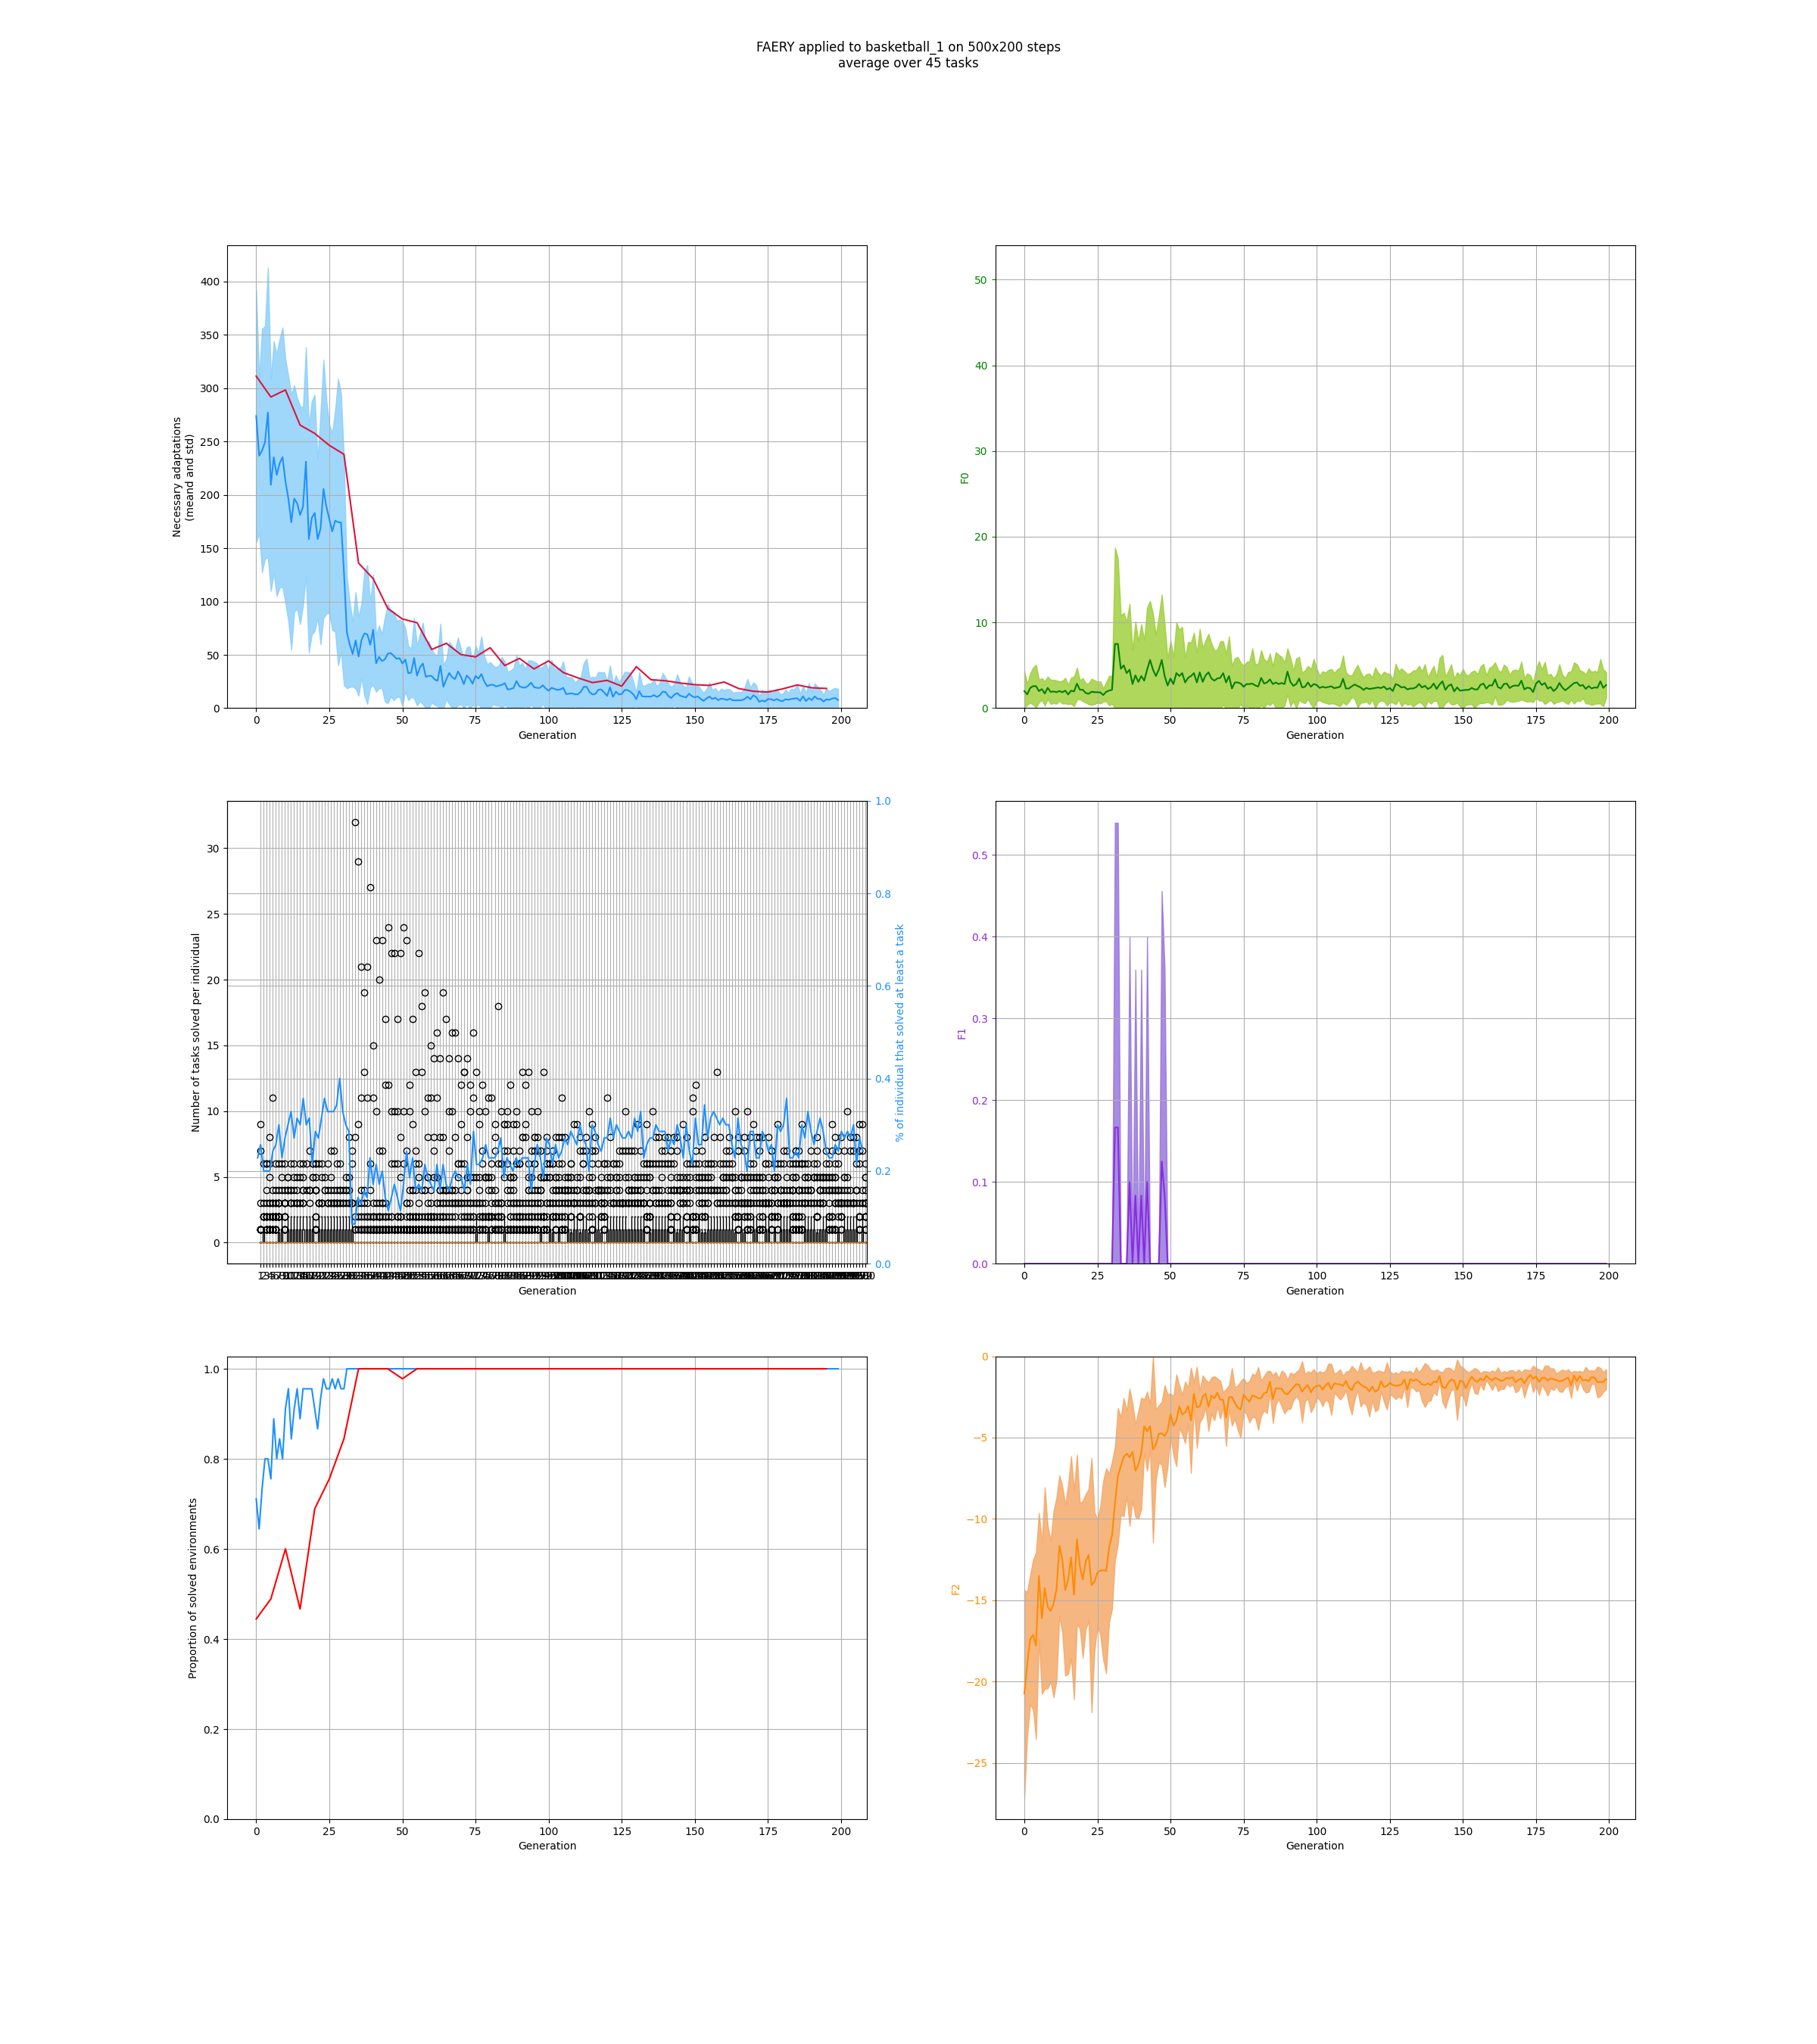 FAERY applied to basketball_1 on 500x200 steps
average over 45 tasks
Necessary adaptations
(meand and std)
400
350
300
250
200
150
100
50
0
0 25 50 75 100 125 150 175 200
Generation
F0
50
40
30
20
10
0
0 25 50 75 100 125 150 175 200
Generation
Number of tasks solved per individual
30
25
20
15
10
5
0
1.0
0.8
0.6
0.4
0.2
0.0
% of individual that solved at least a task
Generation
F1
0.5
0.4
0.3
0.2
0.1
0.0
0 25 50 75 100 125 150 175 200
Generation
Proportion of solved environments
1.0
0.8
0.6
0.4
0.2
0.0
0 25 50 75 100 125 150 175 200
Generation
F2
0
−5
−10
−15
−20
−25
0 25 50 75 100 125 150 175 200
Generation